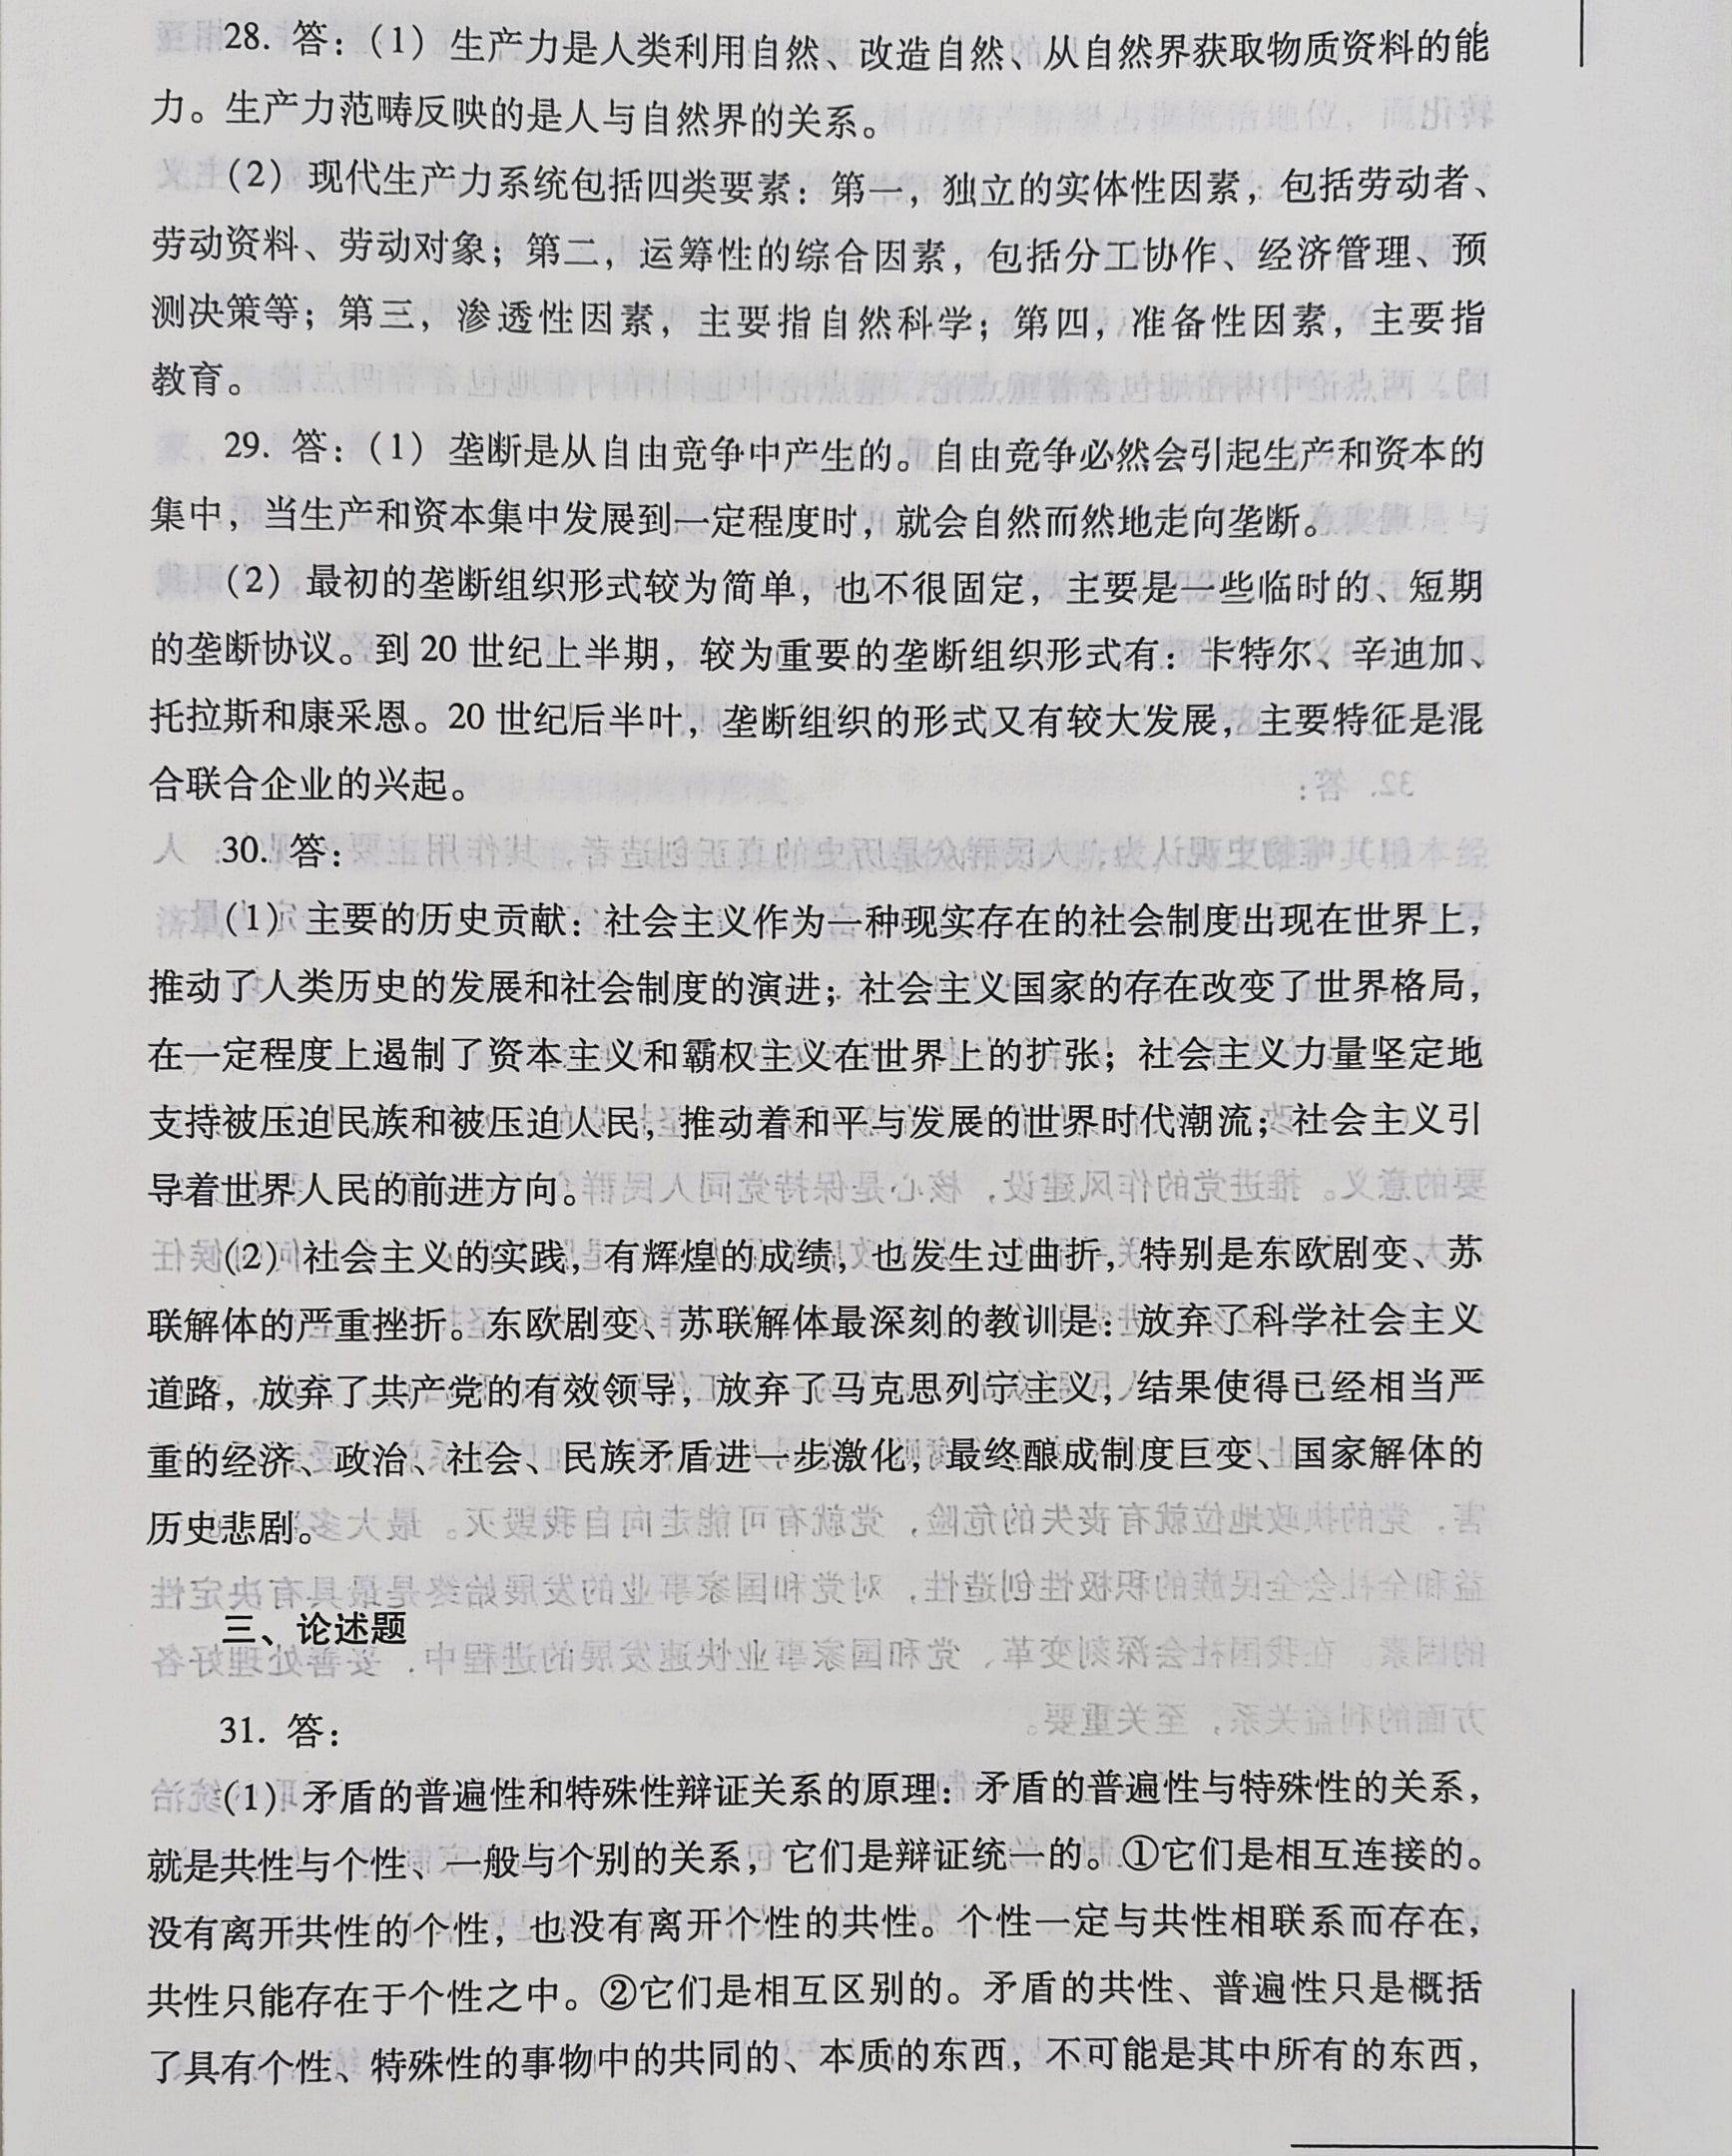 28. 答：（1）生产力是人类利用自然、改造自然、从自然界获取物质资料的能
力。生产力范畴反映的是人与自然界的关系。
（2）现代生产力系统包括四类要素：第一，独立的实体性因素，包括劳动者、
劳动资料、劳动对象；第二，运筹性的综合因素，包括分工协作、经济管理、预
测决策等；第三，渗透性因素，主要指自然科学；第四，准备性因素，主要指
教育。
29. 答：（1）垄断是从自由竞争中产生的。自由竞争必然会引起生产和资本的
集中，当生产和资本集中发展到一定程度时，就会自然而然地走向垄断。
（2）最初的垄断组织形式较为简单，也不很固定，主要是一些临时的、短期
的垄断协议。到 20 世纪上半期，较为重要的垄断组织形式有：卡特尔、辛迪加、
托拉斯和康采恩。20 世纪后半叶，垄断组织的形式又有较大发展，主要特征是混
合联合企业的兴起。
30. 答：
（1）主要的历史贡献：社会主义作为一种现实存在的社会制度出现在世界上，
推动了人类历史的发展和社会制度的演进；社会主义国家的存在改变了世界格局，
在一定程度上遏制了资本主义和霸权主义在世界上的扩张；社会主义力量坚定地
支持被压迫民族和被压迫人民，推动着和平与发展的世界时代潮流；社会主义引
导着世界人民的前进方向。
（2）社会主义的实践，有辉煌的成绩，也发生过曲折，特别是东欧剧变、苏
联解体的严重挫折。东欧剧变、苏联解体最深刻的教训是：放弃了科学社会主义
道路，放弃了共产党的有效领导，放弃了马克思列宁主义，结果使得已经相当严
重的经济、政治、社会、民族矛盾进一步激化，最终酿成制度巨变、国家解体的
历史悲剧。
三、论述题
31. 答：
（1）矛盾的普遍性和特殊性辩证关系的原理：矛盾的普遍性与特殊性的关系，
就是共性与个性、一般与个别的关系，它们是辩证统一的。①它们是相互连接的。
没有离开共性的个性，也没有离开个性的共性。个性一定与共性相联系而存在，
共性只能存在于个性之中。②它们是相互区别的。矛盾的共性、普遍性只是概括
了具有个性、特殊性的事物中的共同的、本质的东西，不可能是其中所有的东西，